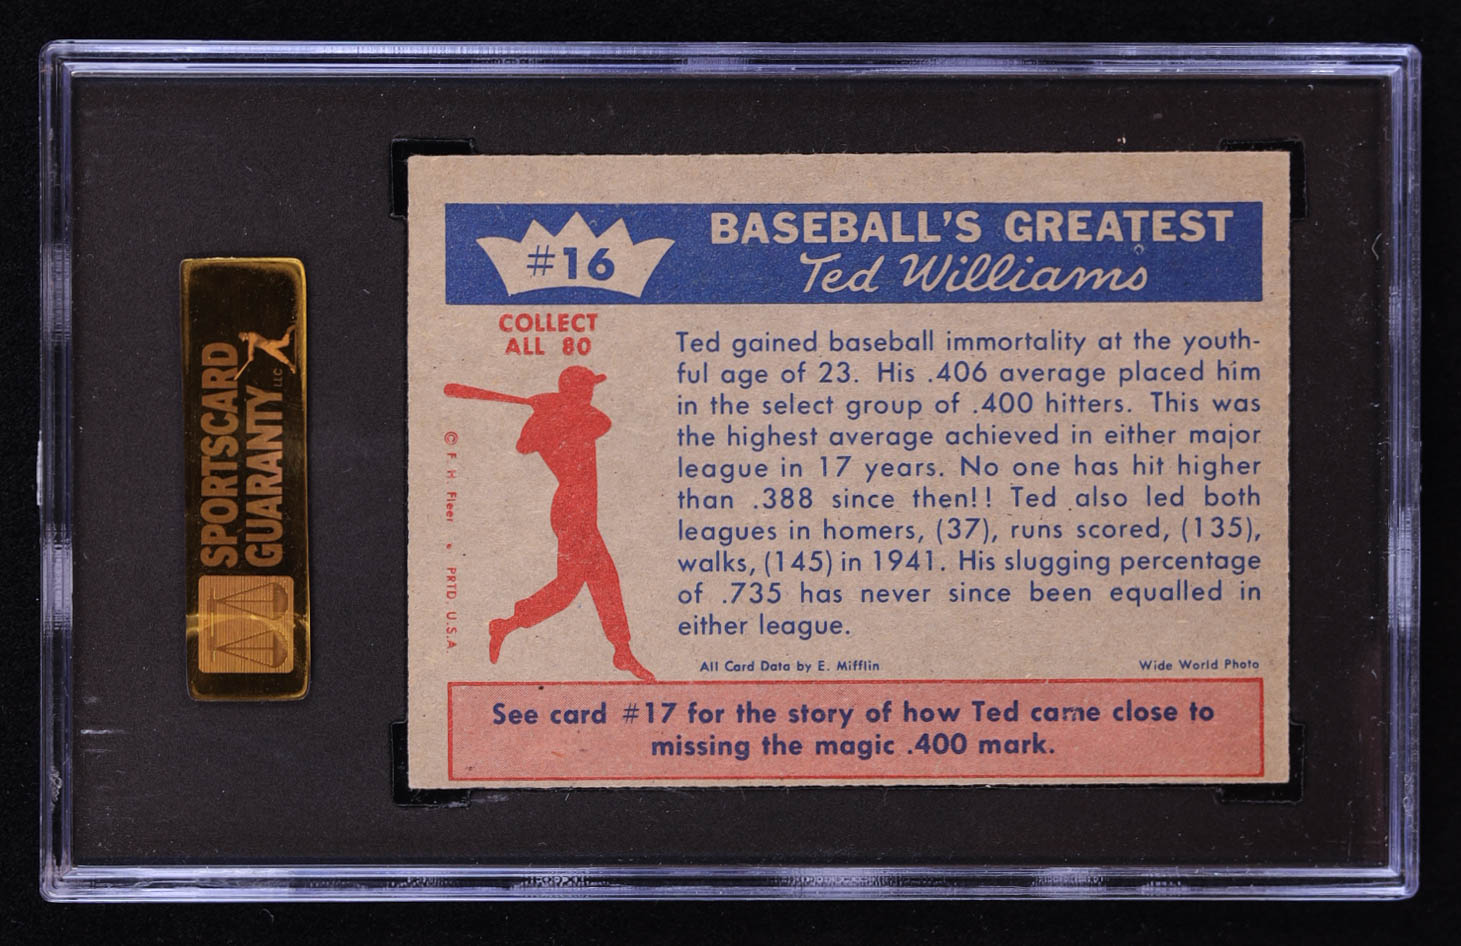 SPORTSCARD
GUARANTY LLC
#16
BASEBALL'S GREATEST
Ted Williams
COLLECT
ALL 80
© F. H. Fleer • PRTD. U.S.A.
Ted gained baseball immortality at the youth-
ful age of 23. His .406 average placed him
in the select group of .400 hitters. This was
the highest average achieved in either major
league in 17 years. No one has hit higher
than .388 since then!! Ted also led both
leagues in homers, (37), runs scored, (135),
walks, (145) in 1941. His slugging percentage
of .735 has never since been equalled in
either league.
All Card Data by E. Mifflin
Wide World Photo
See card #17 for the story of how Ted came close to
missing the magic .400 mark.